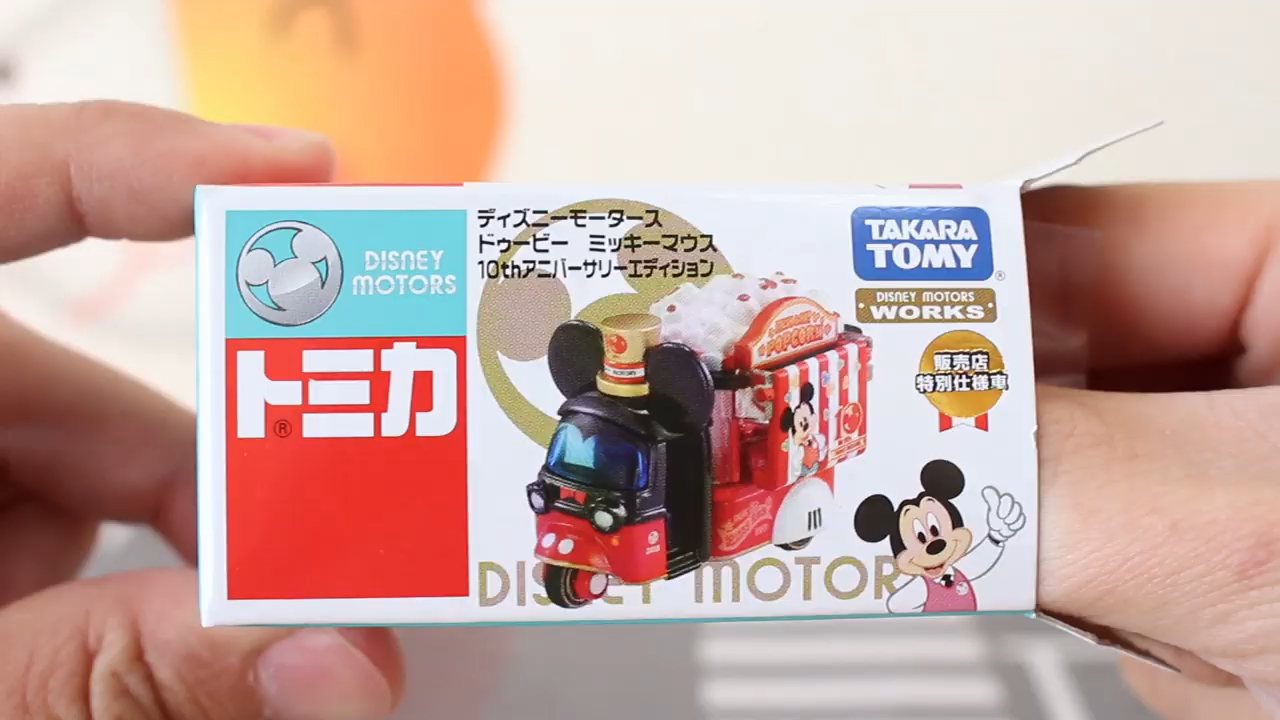 DISNEY
MOTORS
トミカ
®
ディズニーモータース
ドゥービー ミッキーマウス
10thアニバーサリーエディション
TAKARA
TOMY
®
DISNEY MOTORS
WORKS
販売店
特別仕様車
POPCORN
10
DISNEY MOTOR